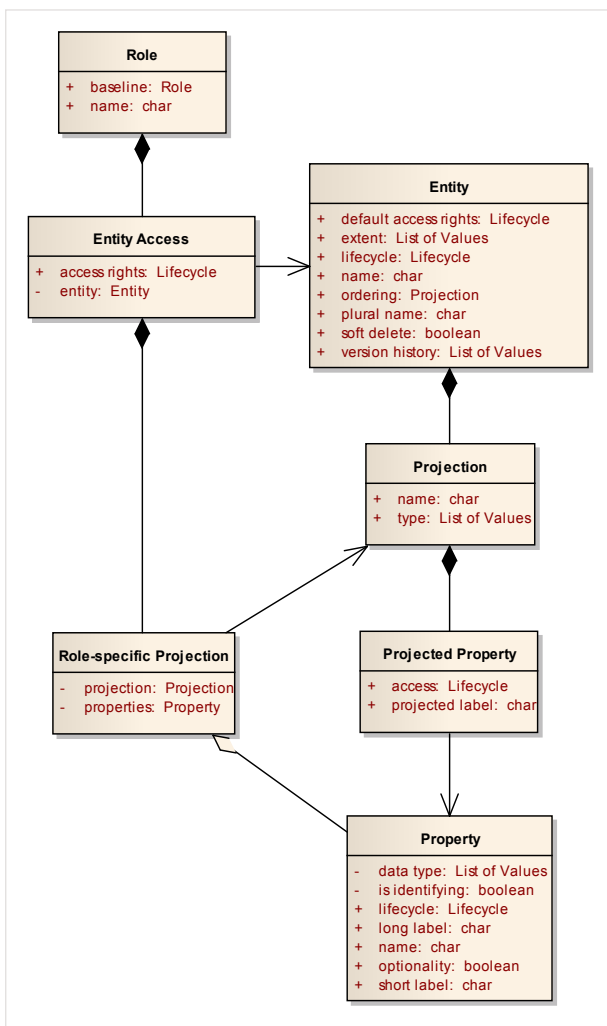 Role
+ baseline: Role
+ name: char
Entity Access
+ access rights: Lifecycle
- entity: Entity
Entity
+ default access rights: Lifecycle
+ extent: List of Values
+ lifecycle: Lifecycle
+ name: char
+ ordering: Projection
+ plural name: char
+ soft delete: boolean
+ version history: List of Values
Projection
+ name: char
+ type: List of Values
Role-specific Projection
- projection: Projection
- properties: Property
Projected Property
+ access: Lifecycle
+ projected label: char
Property
- data type: List of Values
- is identifying: boolean
+ lifecycle: Lifecycle
+ long label: char
+ name: char
+ optionality: boolean
+ short label: char